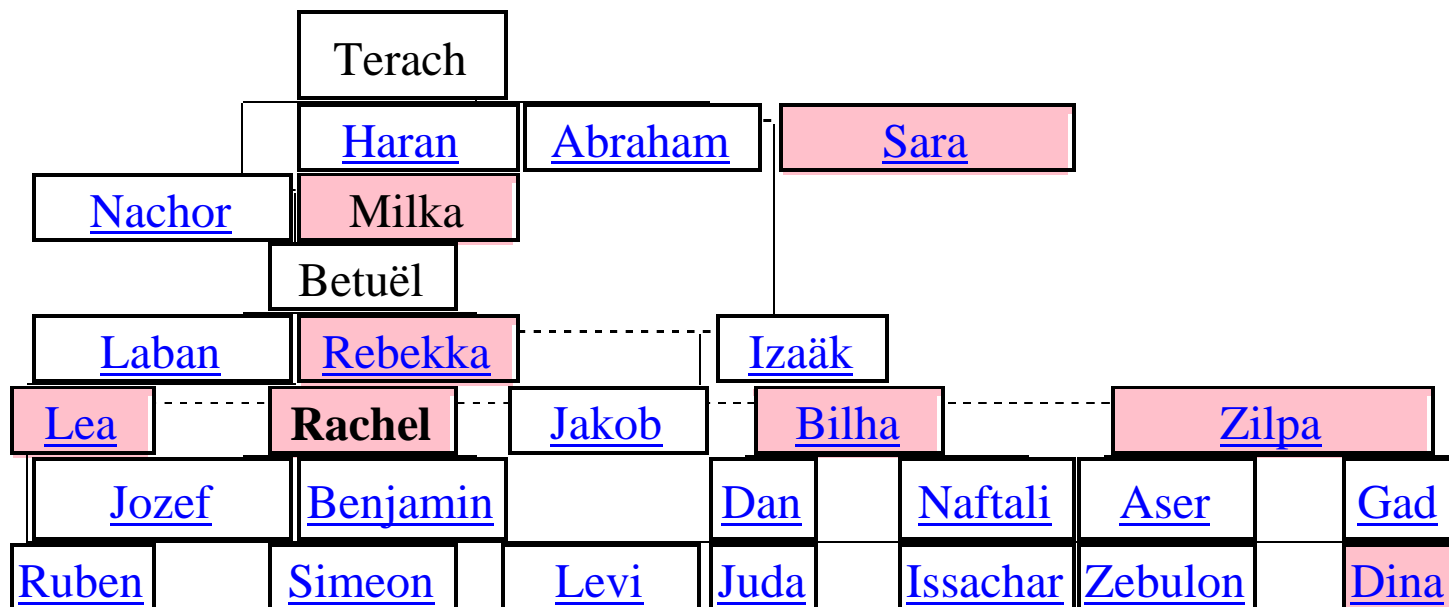 Terach
Haran Abraham Sara
Nachor Milka
Betuël
Laban Rebekka Izaäk
Lea Rachel Jakob Bilha Zilpa
Jozef Benjamin Dan Naftali Aser Gad
Ruben Simeon Levi Juda Issachar Zebulon Dina